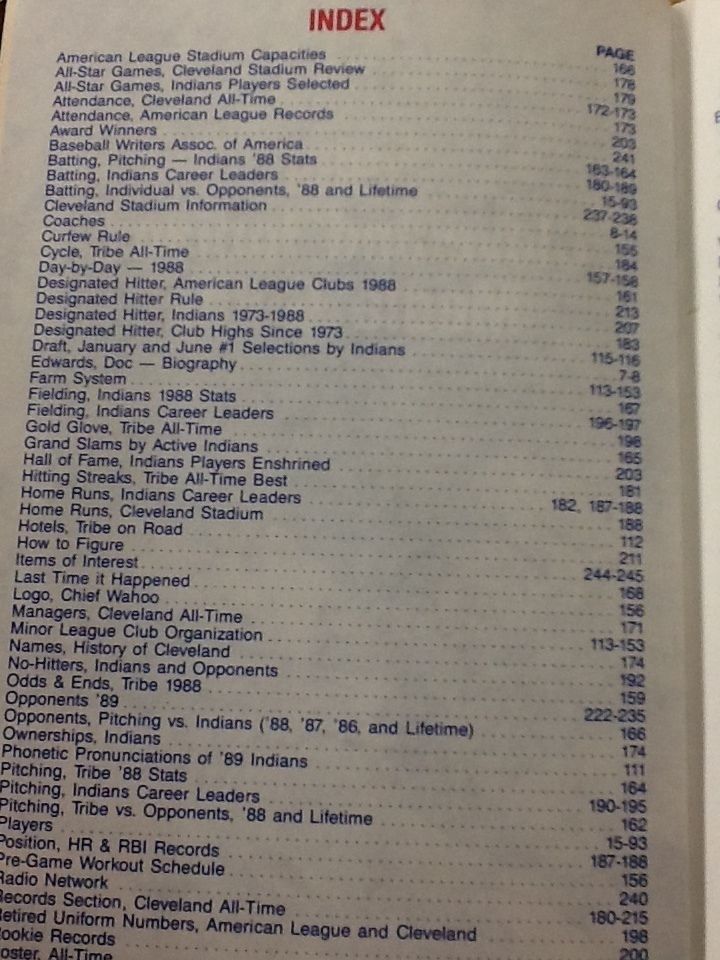 INDEX
PAGE
American League Stadium Capacities 166
All-Star Games, Cleveland Stadium Review 178
All-Star Games, Indians Players Selected 179
Attendance, Cleveland All-Time 172-173
Attendance, American League Records 173
Award Winners 203
Baseball Writers Assoc. of America 241
Batting, Pitching — Indians '88 Stats 163-164
Batting, Indians Career Leaders 180-189
Batting, Individual vs. Opponents, '88 and Lifetime 15-93
Cleveland Stadium Information 237-238
Coaches 8-14
Curfew Rule 155
Cycle, Tribe All-Time 184
Day-by-Day — 1988 157-158
Designated Hitter, American League Clubs 1988 161
Designated Hitter Rule 213
Designated Hitter, Indians 1973-1988 207
Designated Hitter, Club Highs Since 1973 183
Draft, January and June #1 Selections by Indians 115-116
Edwards, Doc — Biography 7-8
Farm System 113-153
Fielding, Indians 1988 Stats 167
Fielding, Indians Career Leaders 196-197
Gold Glove, Tribe All-Time 198
Grand Slams by Active Indians 165
Hall of Fame, Indians Players Enshrined 203
Hitting Streaks, Tribe All-Time Best 181
Home Runs, Indians Career Leaders 182, 187-188
Home Runs, Cleveland Stadium 188
Hotels, Tribe on Road 112
How to Figure 211
Items of Interest 244-245
Last Time it Happened 168
Logo, Chief Wahoo 156
Managers, Cleveland All-Time 171
Minor League Club Organization 113-153
Names, History of Cleveland 174
No-Hitters, Indians and Opponents 192
Odds & Ends, Tribe 1988 159
Opponents '89 222-235
Opponents, Pitching vs. Indians ('88, '87, '86, and Lifetime) 166
Ownerships, Indians 174
Phonetic Pronunciations of '89 Indians 111
Pitching, Tribe '88 Stats 164
Pitching, Indians Career Leaders 190-195
Pitching, Tribe vs. Opponents, '88 and Lifetime 162
Players 15-93
Position, HR & RBI Records 187-188
Pre-Game Workout Schedule 156
Radio Network 240
ecords Section, Cleveland All-Time 180-215
etired Uniform Numbers, American League and Cleveland 198
ookie Records 200
oster, All-Time